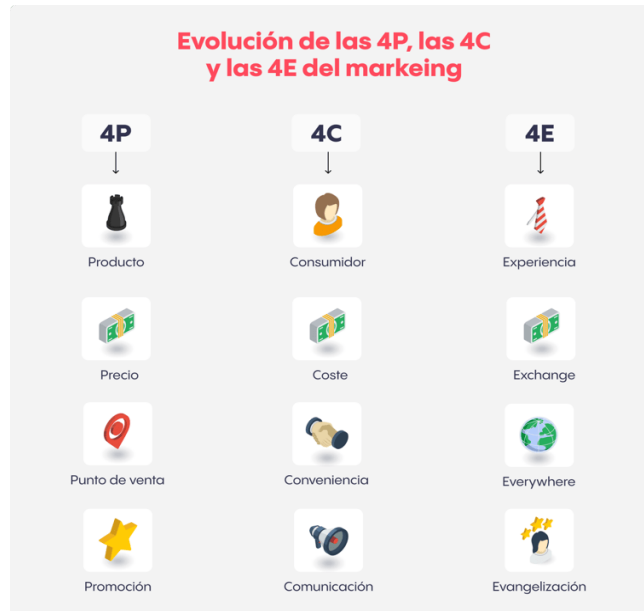 Evolución de las 4P, las 4C
y las 4E del markeing
4P 4C 4E
Producto Consumidor Experiencia
Precio Coste Exchange
Punto de venta Conveniencia Everywhere
Promoción Comunicación Evangelización